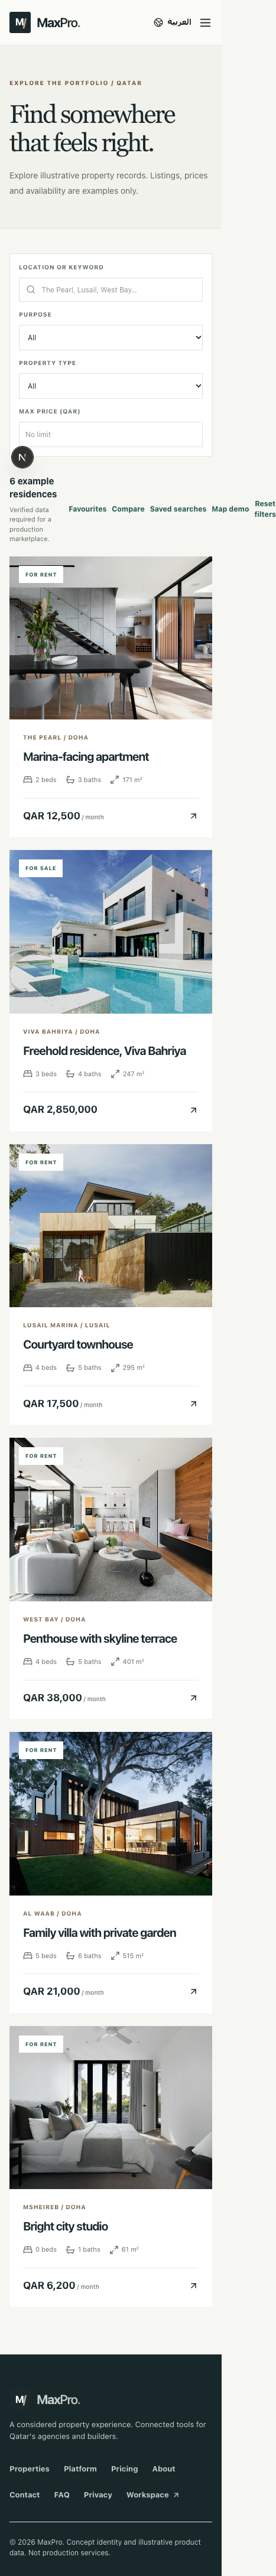 M MaxPro.
العربية
EXPLORE THE PORTFOLIO / QATAR
Find somewhere
that feels right.
Explore illustrative property records. Listings, prices
and availability are examples only.
LOCATION OR KEYWORD
The Pearl, Lusail, West Bay...
PURPOSE
All
PROPERTY TYPE
All
MAX PRICE (QAR)
No limit
N
6 example
residences
Verified data
required for a
production
marketplace.
Favourites Compare Saved searches Map demo Reset
filters
FOR RENT
THE PEARL / DOHA
Marina-facing apartment
2 beds 3 baths 171 m²
QAR 12,500 / month
FOR SALE
VIVA BAHRIYA / DOHA
Freehold residence, Viva Bahriya
3 beds 4 baths 247 m²
QAR 2,850,000
FOR RENT
LUSAIL MARINA / LUSAIL
Courtyard townhouse
4 beds 5 baths 295 m²
QAR 17,500 / month
FOR RENT
WEST BAY / DOHA
Penthouse with skyline terrace
4 beds 5 baths 401 m²
QAR 38,000 / month
FOR RENT
AL WAAB / DOHA
Family villa with private garden
5 beds 6 baths 515 m²
QAR 21,000 / month
FOR RENT
MSHEIREB / DOHA
Bright city studio
0 beds 1 baths 61 m²
QAR 6,200 / month
M MaxPro.
A considered property experience. Connected tools for
Qatar's agencies and builders.
Properties Platform Pricing About
Contact FAQ Privacy Workspace
© 2026 MaxPro. Concept identity and illustrative product
data. Not production services.